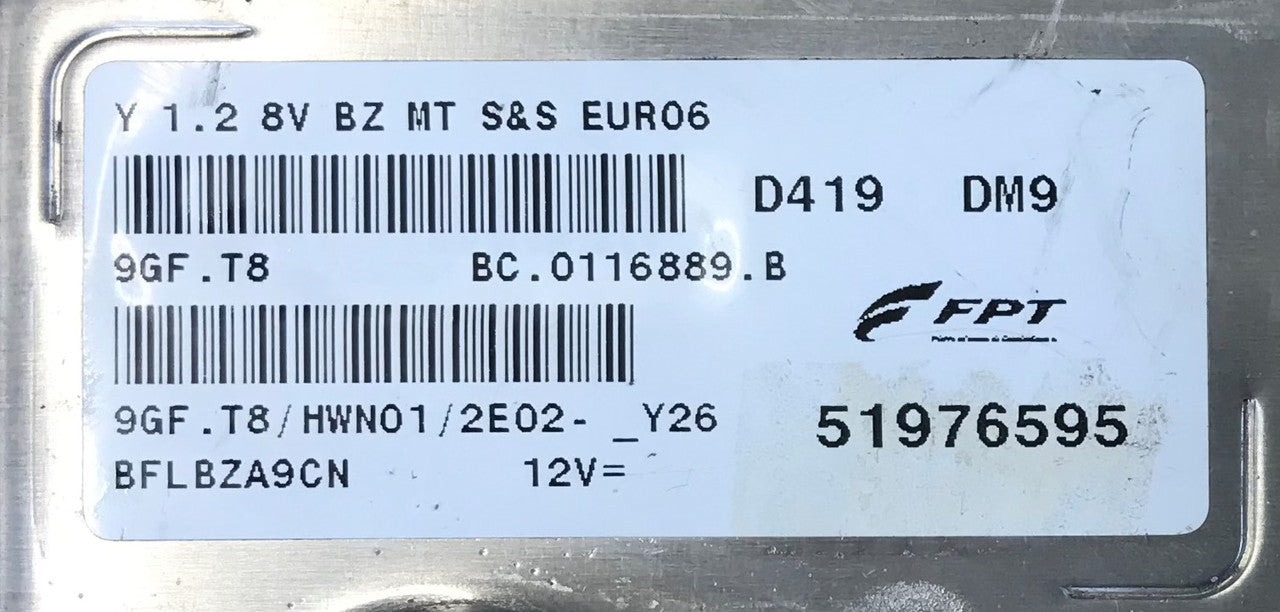 Y 1.2 8V BZ MT S&S EURO6
D419 DM9
9GF.T8 BC.0116889.B
FPT
9GF.T8/HWN01/2E02- _Y26
51976595
BFLBZA9CN 12V=